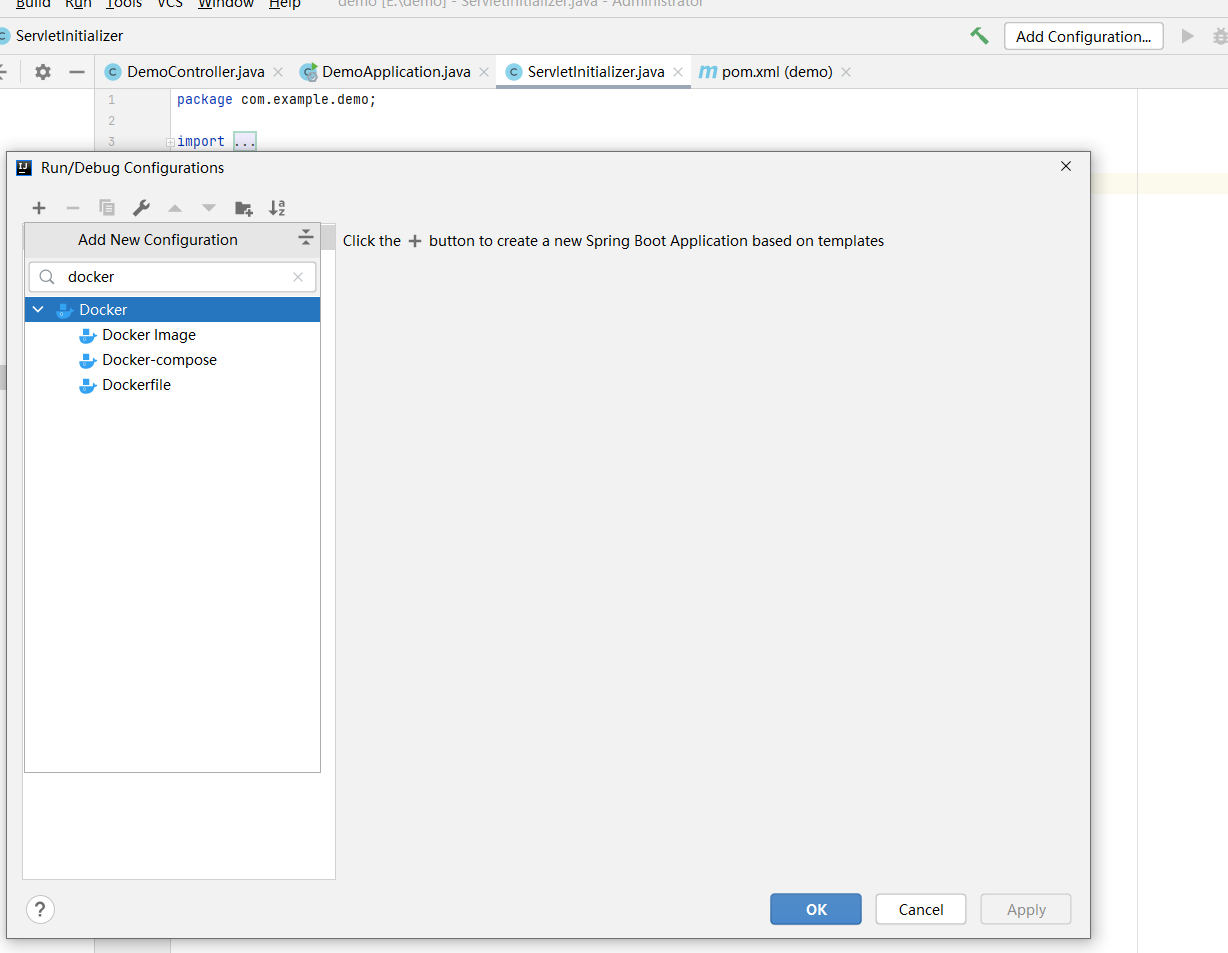 Build Run Tools VCS Window Help demo [E:\demo] - ServletInitializer.java - Administrator
ServletInitializer Add Configuration...
DemoController.java DemoApplication.java ServletInitializer.java pom.xml (demo)
1 package com.example.demo;
2
3 import ...
Run/Debug Configurations
Add New Configuration
Click the + button to create a new Spring Boot Application based on templates
docker
Docker
Docker Image
Docker-compose
Dockerfile
? OK Cancel Apply